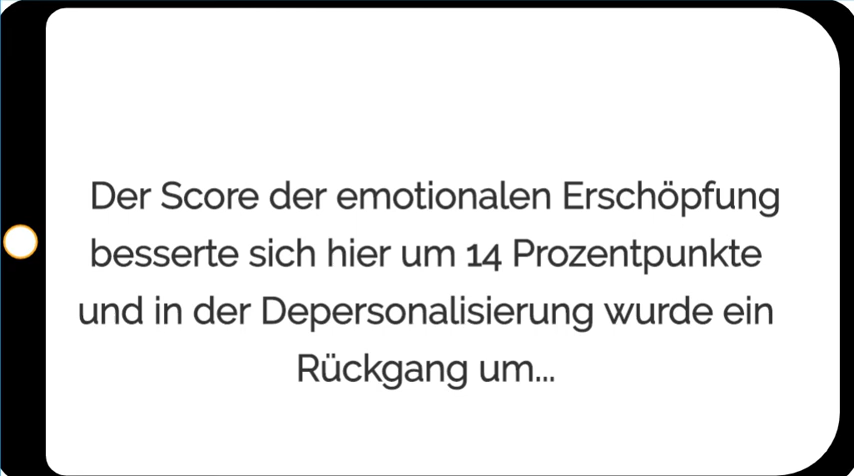 Der Score der emotionalen Erschöpfung
besserte sich hier um 14 Prozentpunkte
und in der Depersonalisierung wurde ein
Rückgang um...